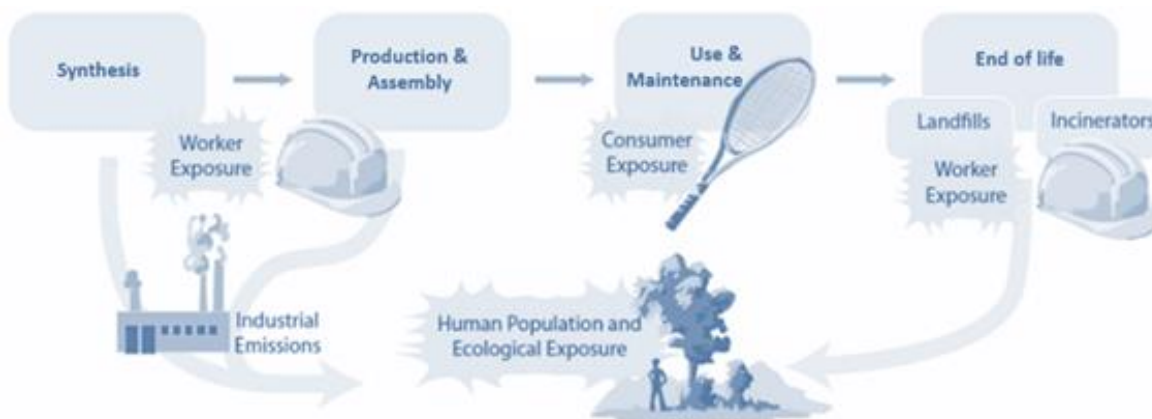 Synthesis
Production &
Assembly
Use &
Maintenance
End of life
Landfills
Incinerators
Worker
Exposure
Consumer
Exposure
Worker
Exposure
Industrial
Emissions
Human Population and
Ecological Exposure